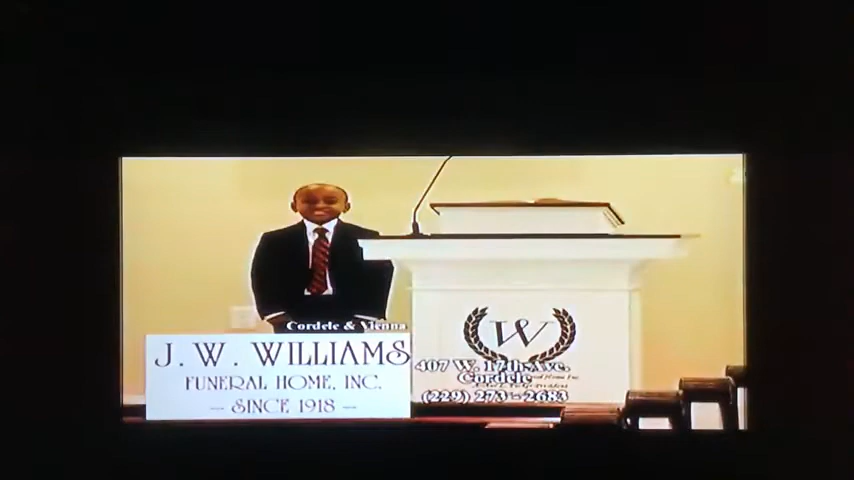 Cordele & Vienna
J. W. WILLIAMS
FUNERAL HOME, INC.
— SINCE 1918 —
W
407 W. 17th Ave.
Cordele
(229) 273-2683